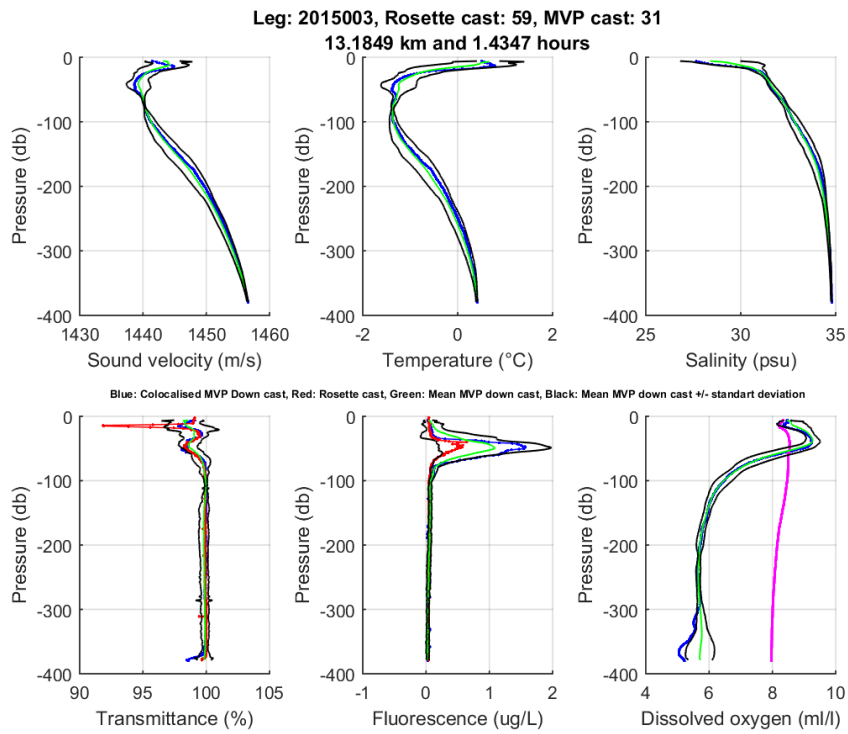 Leg: 2015003, Rosette cast: 59, MVP cast: 31
13.1849 km and 1.4347 hours
0
-100
-200
-300
-400
Pressure (db)
1430 1440 1450 1460
Sound velocity (m/s)
0
-100
-200
-300
-400
Pressure (db)
-2 0 2
Temperature (°C)
0
-100
-200
-300
-400
Pressure (db)
25 30 35
Salinity (psu)
Blue: Colocalised MVP Down cast, Red: Rosette cast, Green: Mean MVP down cast, Black: Mean MVP down cast +/- standart deviation
0
-100
-200
-300
-400
Pressure (db)
90 95 100 105
Transmittance (%)
0
-100
-200
-300
-400
Pressure (db)
-1 0 1 2
Fluorescence (ug/L)
0
-100
-200
-300
-400
Pressure (db)
4 6 8 10
Dissolved oxygen (ml/l)